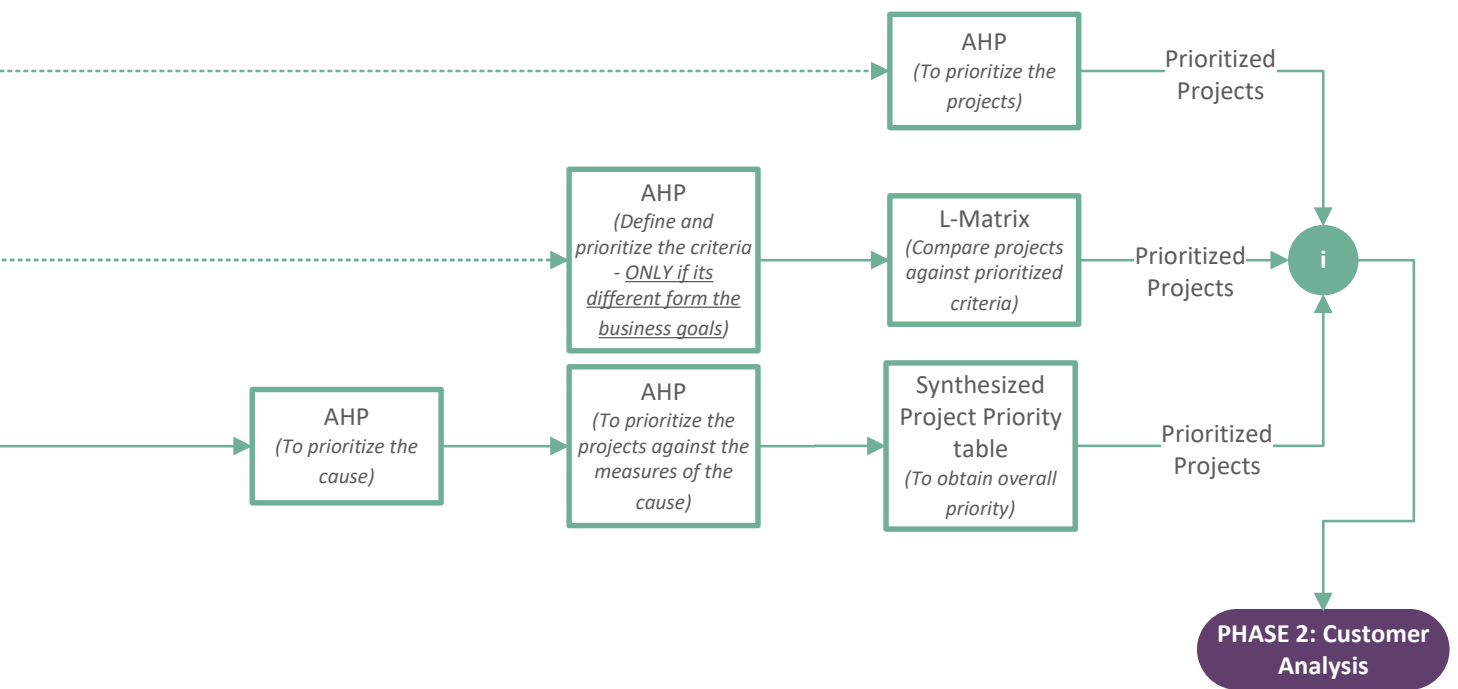 AHP
(To prioritize the
projects)
Prioritized
Projects
AHP
(Define and
prioritize the criteria
- ONLY if its
different form the
business goals)
L-Matrix
(Compare projects
against prioritized
criteria)
Prioritized
Projects
i
AHP
(To prioritize the
cause)
AHP
(To prioritize the
projects against the
measures of the
cause)
Synthesized
Project Priority
table
(To obtain overall
priority)
Prioritized
Projects
PHASE 2: Customer
Analysis